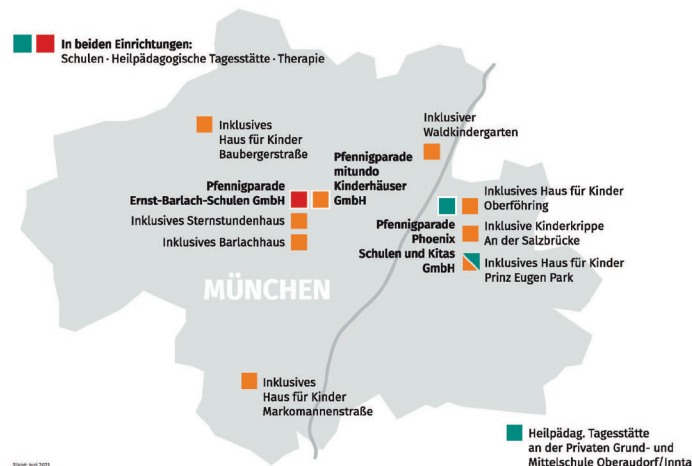 In beiden Einrichtungen:
Schulen · Heilpädagogische Tagesstätte · Therapie
Inklusives
Haus für Kinder
Baubergerstraße
Inklusiver
Waldkindergarten
Pfennigparade
mitundo
Kinderhäuser
GmbH
Pfennigparade
Ernst-Barlach-Schulen GmbH
Inklusives Sternstundenhaus
Inklusives Barlachhaus
Inklusives Haus für Kinder
Oberföhring
Pfennigparade
Phoenix
Schulen und Kitas
GmbH
Inklusive Kinderkrippe
An der Salzbrücke
Inklusives Haus für Kinder
Prinz Eugen Park
MÜNCHEN
Inklusives
Haus für Kinder
Markomannenstraße
Heilpädag. Tagesstätte
an der Privaten Grund- und
Mittelschule Oberaudorf/Innta
Stand: Juni 2023